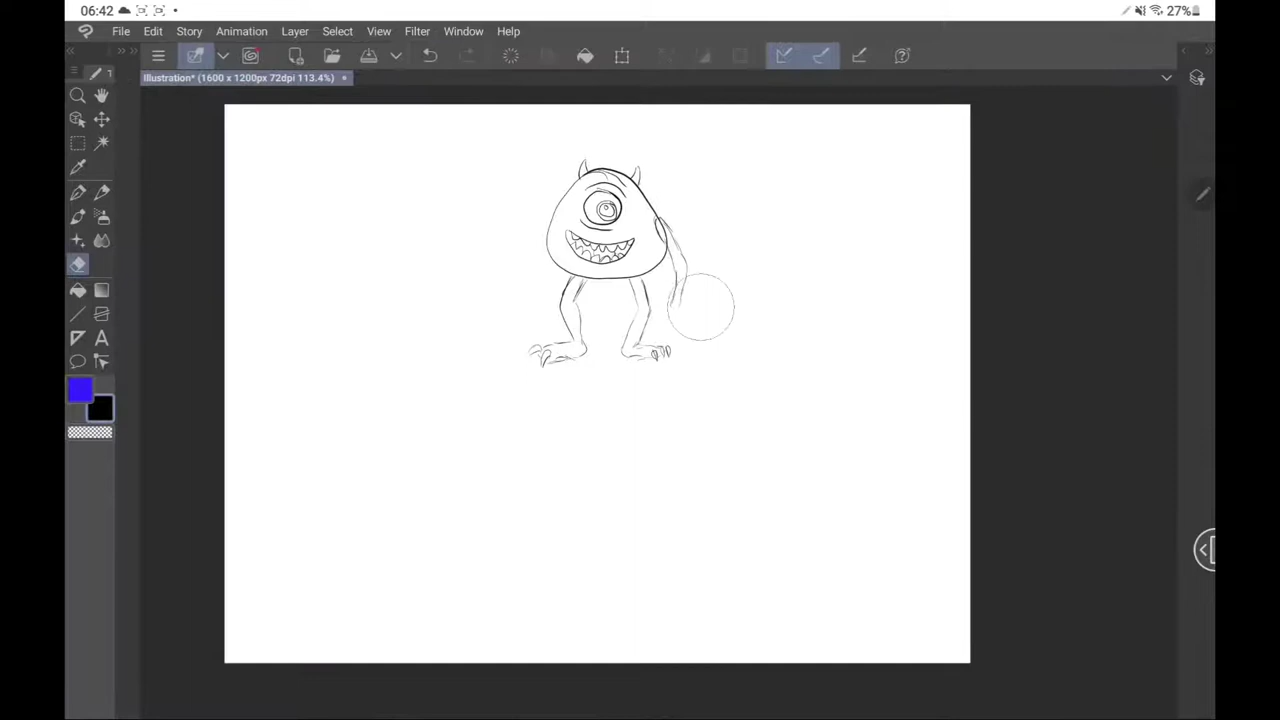 06:42 27%
File Edit Story Animation Layer Select View Filter Window Help
Illustration* (1600 x 1200px 72dpi 113.4%)
1
A